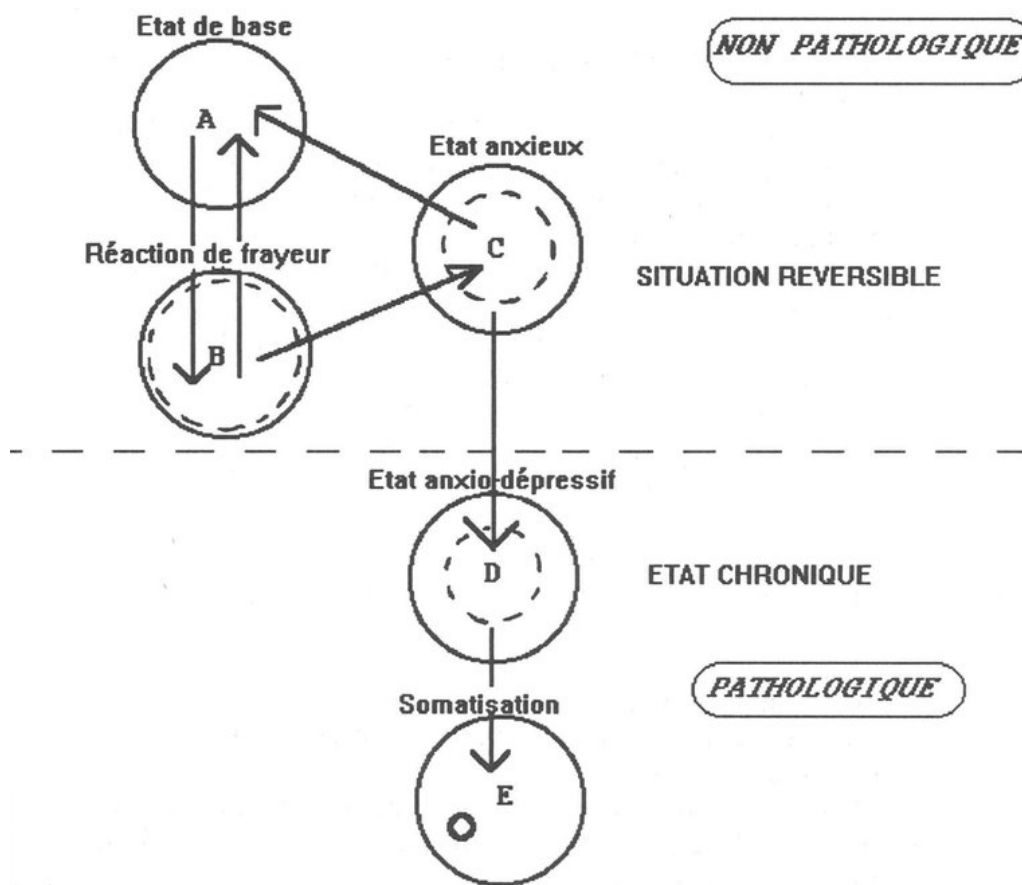 Etat de base
NON PATHOLOGIQUE
A
Etat anxieux
C
Réaction de frayeur
SITUATION REVERSIBLE
B
Etat anxio-dépressif
D
ETAT CHRONIQUE
PATHOLOGIQUE
Somatisation
E